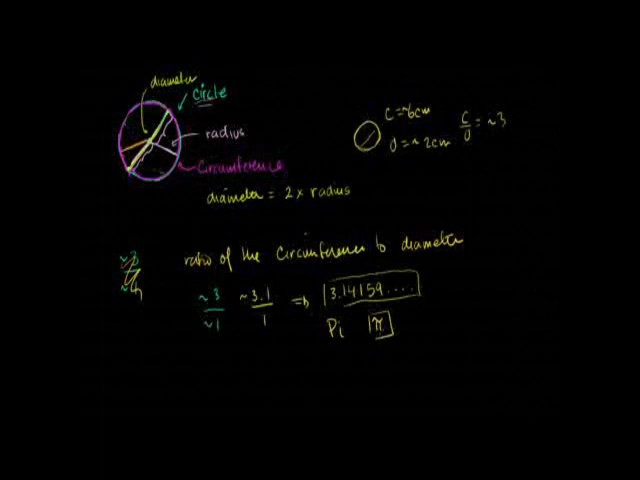 diameter
circle
radius
circumference
diameter = 2 x radius
C = ~6cm
D = ~2cm
C/D = ~3
ratio of the circumference to diameter
~3/~1 ~3.1/1 ⇒ 3.14159....
Pi π